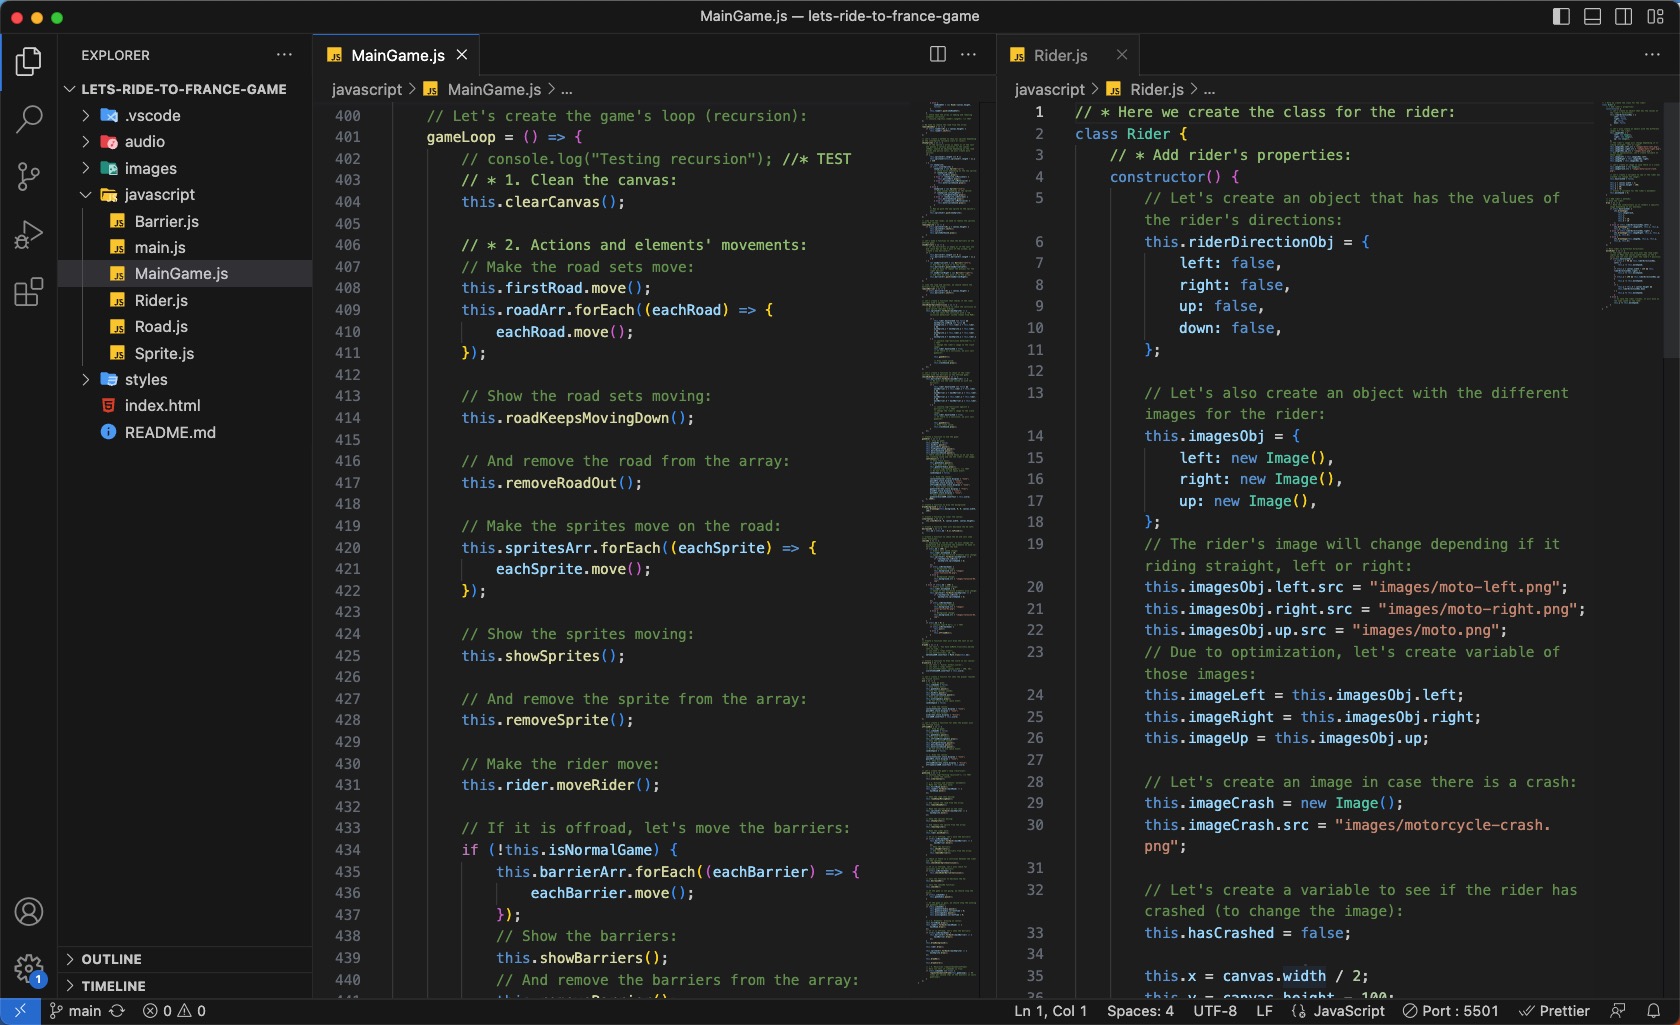 MainGame.js — lets-ride-to-france-game
EXPLORER
LETS-RIDE-TO-FRANCE-GAME
.vscode
audio
images
javascript
Barrier.js
main.js
MainGame.js
Rider.js
Road.js
Sprite.js
styles
index.html
README.md
OUTLINE
TIMELINE
MainGame.js
javascript > MainGame.js > ...
400 // Let's create the game's loop (recursion):
401 gameLoop = () => {
402 // console.log("Testing recursion"); //* TEST
403 // * 1. Clean the canvas:
404 this.clearCanvas();
405
406 // * 2. Actions and elements' movements:
407 // Make the road sets move:
408 this.firstRoad.move();
409 this.roadArr.forEach((eachRoad) => {
410 eachRoad.move();
411 });
412
413 // Show the road sets moving:
414 this.roadKeepsMovingDown();
415
416 // And remove the road from the array:
417 this.removeRoadOut();
418
419 // Make the sprites move on the road:
420 this.spritesArr.forEach((eachSprite) => {
421 eachSprite.move();
422 });
423
424 // Show the sprites moving:
425 this.showSprites();
426
427 // And remove the sprite from the array:
428 this.removeSprite();
429
430 // Make the rider move:
431 this.rider.moveRider();
432
433 // If it is offroad, let's move the barriers:
434 if (!this.isNormalGame) {
435 this.barrierArr.forEach((eachBarrier) => {
436 eachBarrier.move();
437 });
438 // Show the barriers:
439 this.showBarriers();
440 // And remove the barriers from the array:
Rider.js
javascript > Rider.js > ...
1 // * Here we create the class for the rider:
2 class Rider {
3 // * Add rider's properties:
4 constructor() {
5 // Let's create an object that has the values of
the rider's directions:
6 this.riderDirectionObj = {
7 left: false,
8 right: false,
9 up: false,
10 down: false,
11 };
12
13 // Let's also create an object with the different
images for the rider:
14 this.imagesObj = {
15 left: new Image(),
16 right: new Image(),
17 up: new Image(),
18 };
19 // The rider's image will change depending if it
riding straight, left or right:
20 this.imagesObj.left.src = "images/moto-left.png";
21 this.imagesObj.right.src = "images/moto-right.png";
22 this.imagesObj.up.src = "images/moto.png";
23 // Due to optimization, let's create variable of
those images:
24 this.imageLeft = this.imagesObj.left;
25 this.imageRight = this.imagesObj.right;
26 this.imageUp = this.imagesObj.up;
27
28 // Let's create an image in case there is a crash:
29 this.imageCrash = new Image();
30 this.imageCrash.src = "images/motorcycle-crash.
png";
31
32 // Let's create a variable to see if the rider has
crashed (to change the image):
33 this.hasCrashed = false;
34
35 this.x = canvas.width / 2;
36 this.y = canvas.height - 100;
1
main 0 0
Ln 1, Col 1 Spaces: 4 UTF-8 LF JavaScript Port : 5501 Prettier